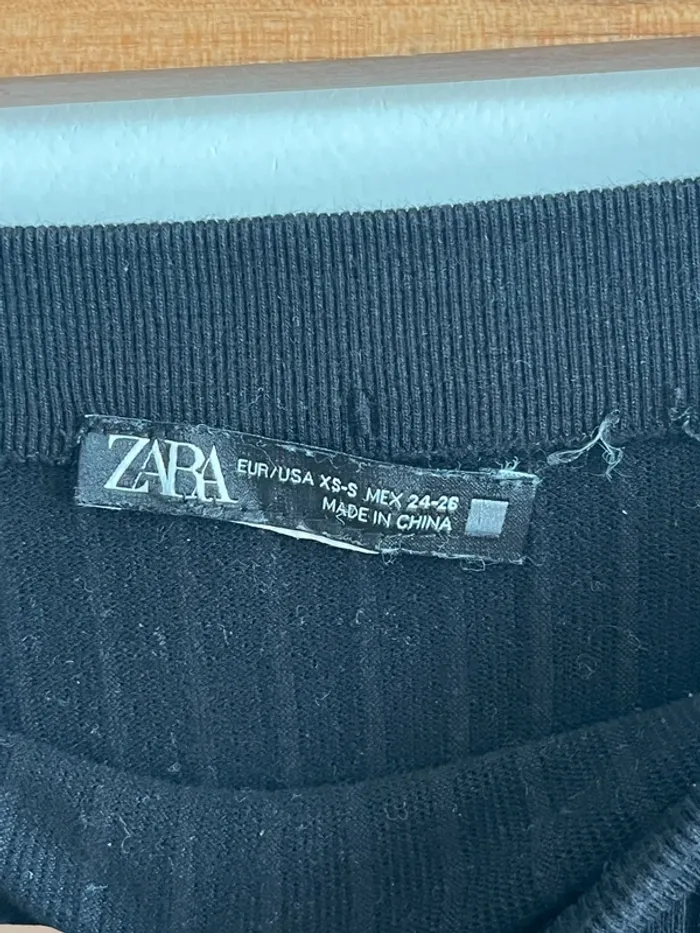 ZARA
EUR/USA XS-S MEX 24-26
MADE IN CHINA